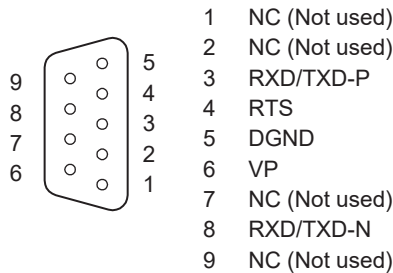 9
8
7
6
5
4
3
2
1
1 NC (Not used)
2 NC (Not used)
3 RXD/TXD-P
4 RTS
5 DGND
6 VP
7 NC (Not used)
8 RXD/TXD-N
9 NC (Not used)